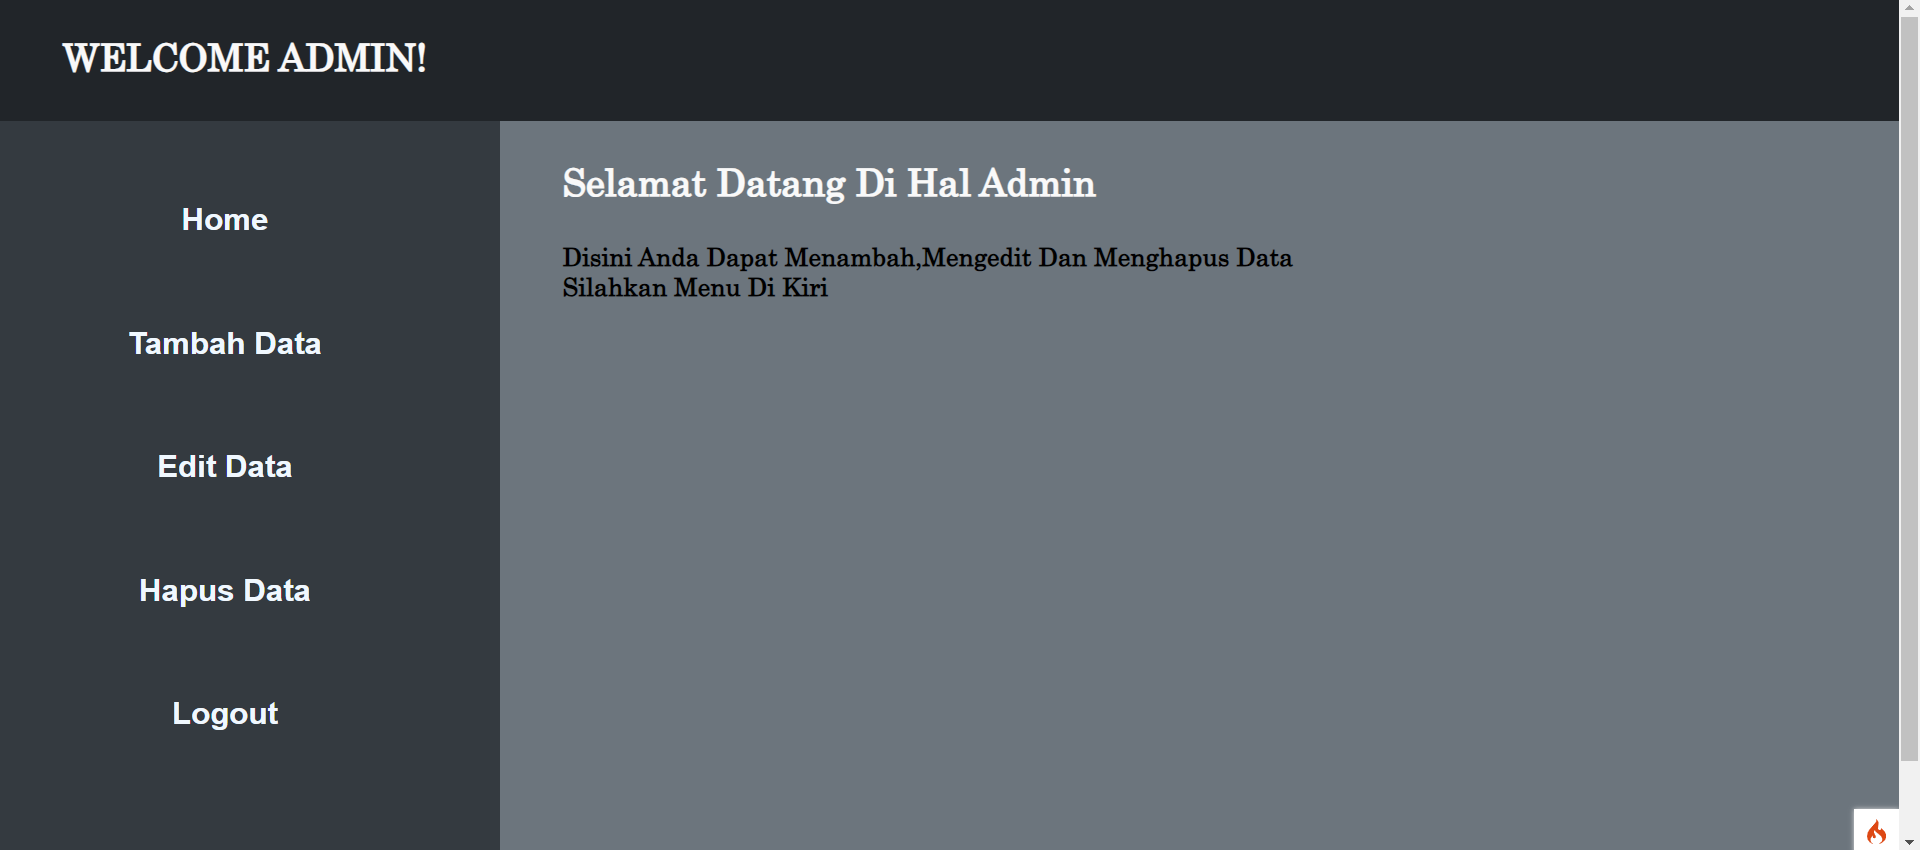 WELCOME ADMIN!
Home
Tambah Data
Edit Data
Hapus Data
Logout
Selamat Datang Di Hal Admin
Disini Anda Dapat Menambah,Mengedit Dan Menghapus Data
Silahkan Menu Di Kiri